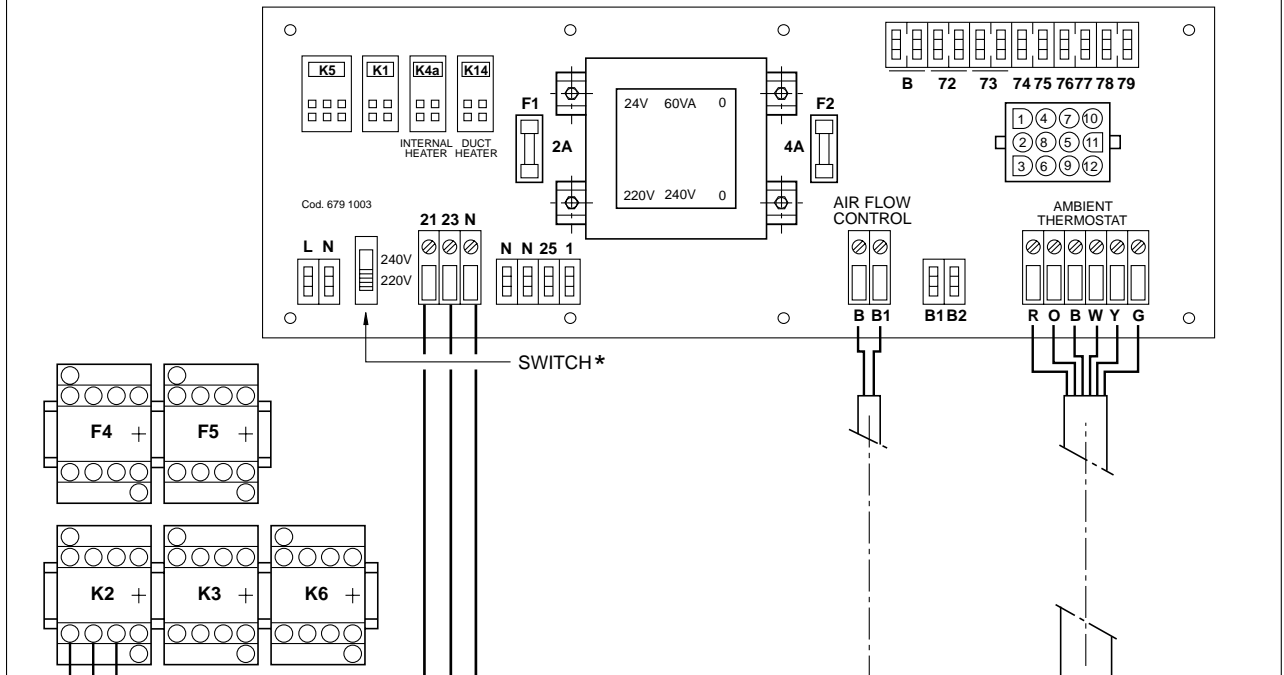 K5 K1 K4a K14
INTERNAL HEATER
DUCT HEATER
F1
2A
24V 60VA 0
220V 240V 0
F2
4A
B 72 73 74 75 76 77 78 79
1 4 7 10
2 8 5 11
3 6 9 12
Cod. 679 1003
L N
240V
220V
21 23 N
N N 25 1
AIR FLOW
CONTROL
B B1
B1 B2
AMBIENT
THERMOSTAT
R O B W Y G
SWITCH *
F4 F5
K2 K3 K6